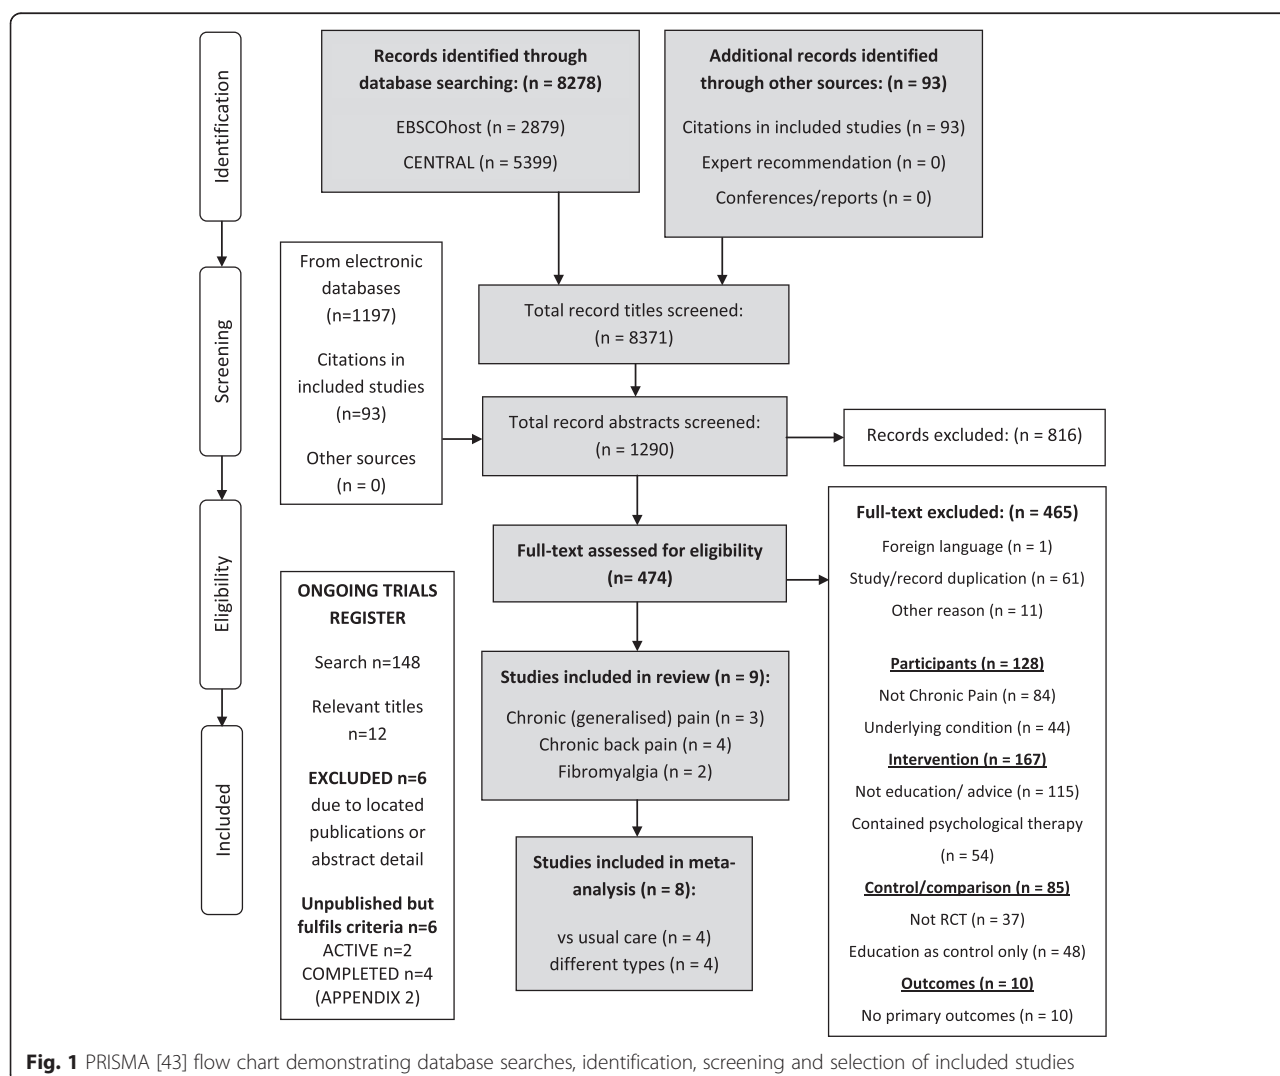 Identification
Screening
Eligibility
Included
Records identified through
database searching: (n = 8278)
EBSCOhost (n = 2879)
CENTRAL (n = 5399)
Additional records identified
through other sources: (n = 93)
Citations in included studies (n = 93)
Expert recommendation (n = 0)
Conferences/reports (n = 0)
From electronic
databases
(n=1197)
Citations in
included studies
(n=93)
Other sources
(n = 0)
Total record titles screened:
(n = 8371)
Total record abstracts screened:
(n = 1290)
Records excluded: (n = 816)
Full-text assessed for eligibility
(n= 474)
Full-text excluded: (n = 465)
Foreign language (n = 1)
Study/record duplication (n = 61)
Other reason (n = 11)
Participants (n = 128)
Not Chronic Pain (n = 84)
Underlying condition (n = 44)
Intervention (n = 167)
Not education/ advice (n = 115)
Contained psychological therapy
(n = 54)
Control/comparison (n = 85)
Not RCT (n = 37)
Education as control only (n = 48)
Outcomes (n = 10)
No primary outcomes (n = 10)
ONGOING TRIALS
REGISTER
Search n=148
Relevant titles
n=12
EXCLUDED n=6
due to located
publications or
abstract detail
Unpublished but
fulfils criteria n=6
ACTIVE n=2
COMPLETED n=4
(APPENDIX 2)
Studies included in review (n = 9):
Chronic (generalised) pain (n = 3)
Chronic back pain (n = 4)
Fibromyalgia (n = 2)
Studies included in meta-
analysis (n = 8):
vs usual care (n = 4)
different types (n = 4)
Fig. 1 PRISMA [43] flow chart demonstrating database searches, identification, screening and selection of included studies